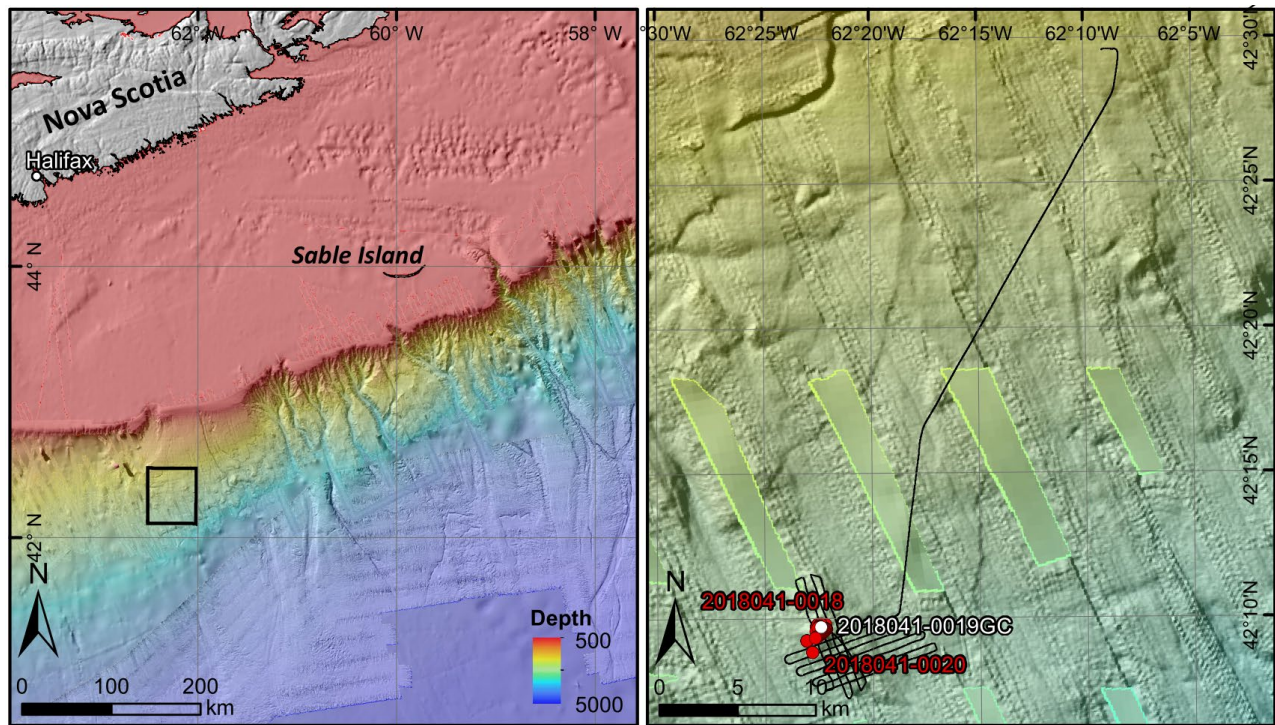 62° W
60° W
58° W
Nova Scotia
Halifax
Sable Island
44° N
42° N
N
Depth
500
5000
0 100 200
km
30'W
62°25'W
62°20'W
62°15'W
62°10'W
62°5'W
42°30'N
42°25'N
42°20'N
42°15'N
42°10'N
N
2018041-0018
2018041-0019GC
2018041-0020
0 5 10
km